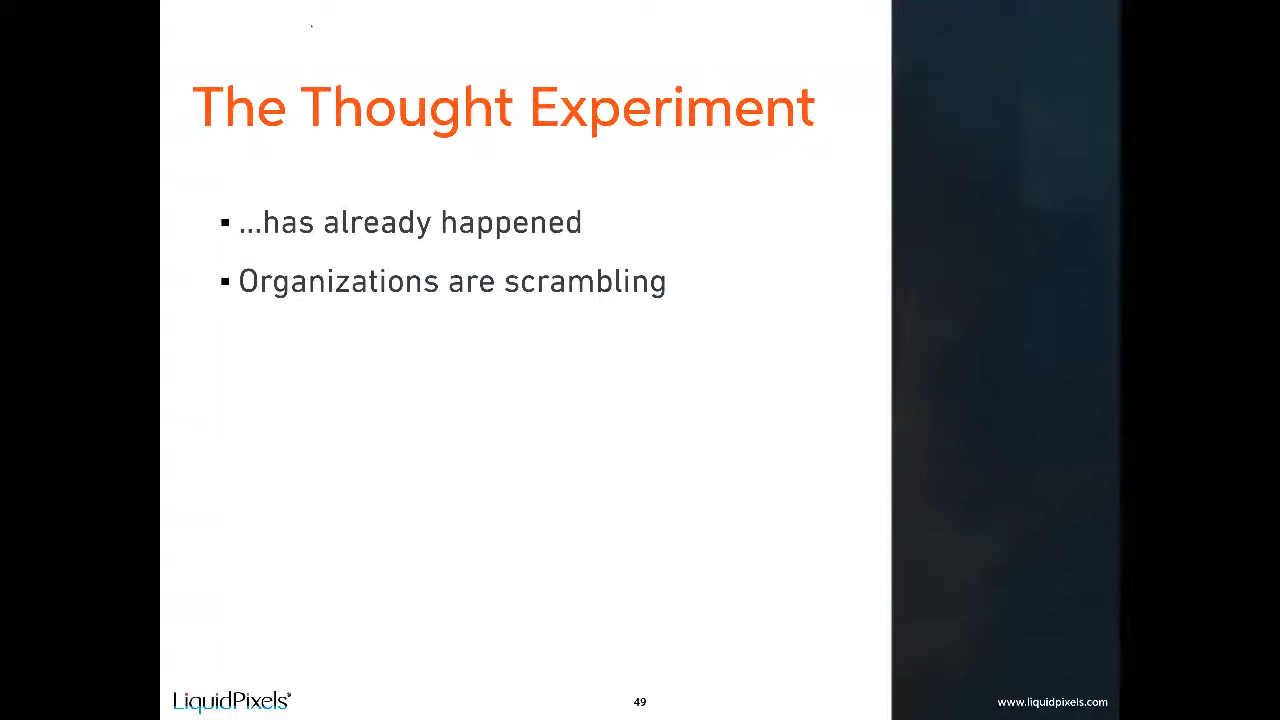 The Thought Experiment
▪ ...has already happened
▪ Organizations are scrambling
LiquidPixels
49
www.liquidpixels.com